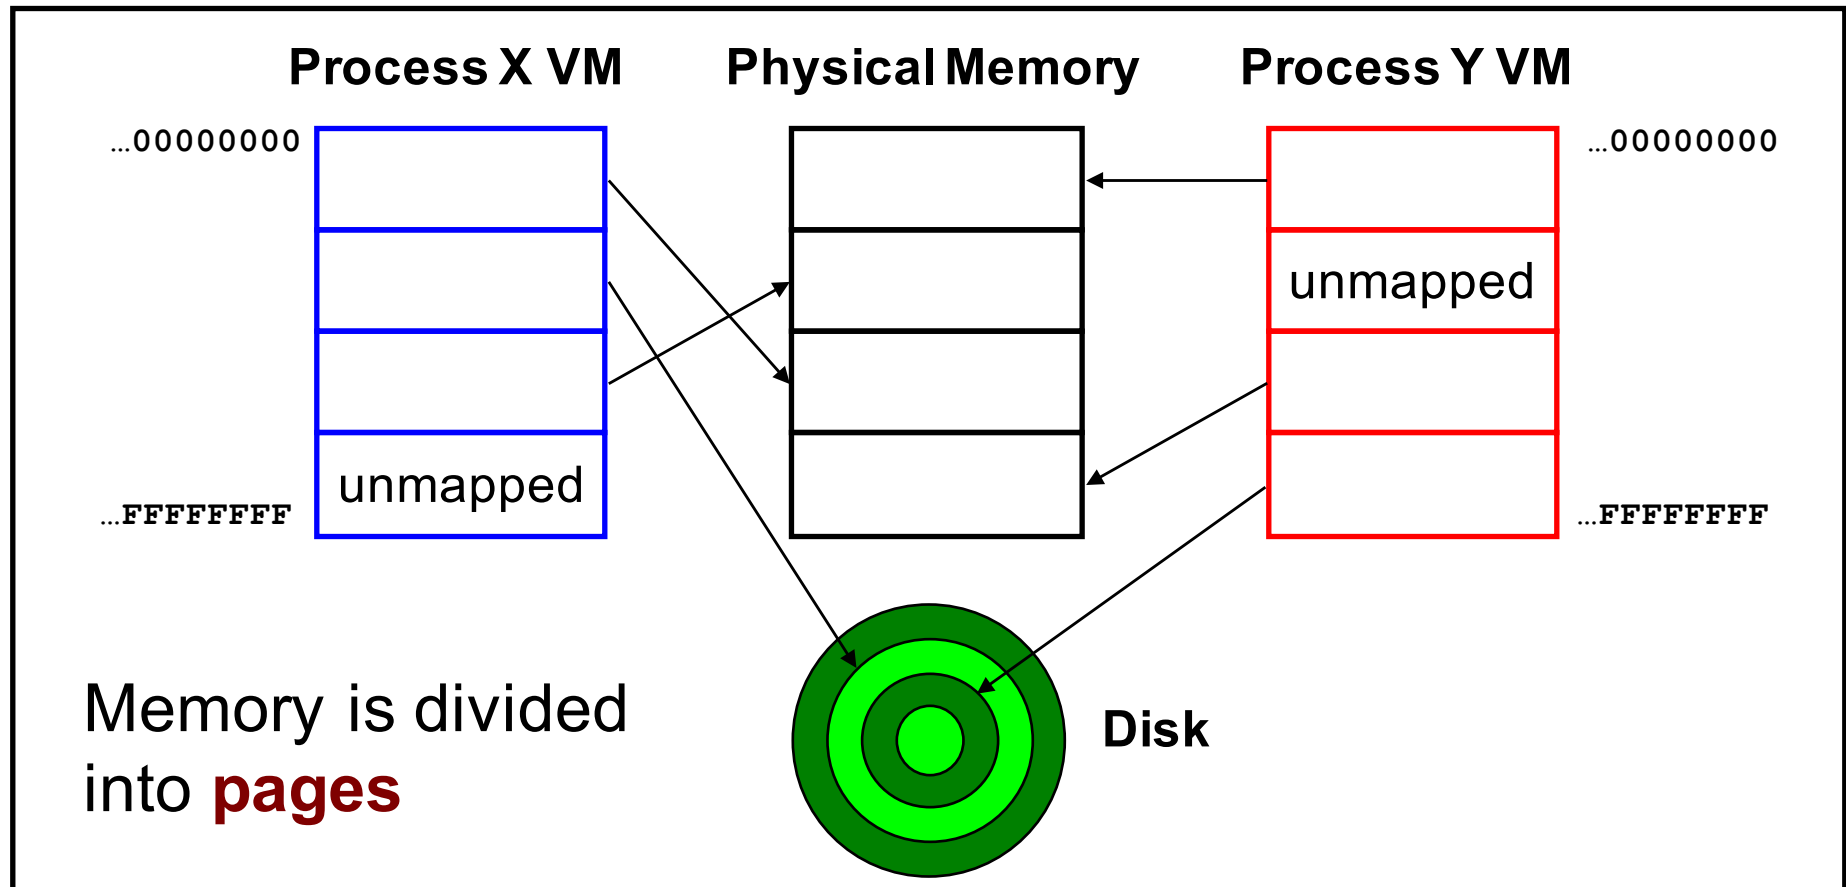 Process X VM Physical Memory Process Y VM
...00000000 ...00000000
unmapped
unmapped
...FFFFFFFF ...FFFFFFFF
Memory is divided
Disk
into pages